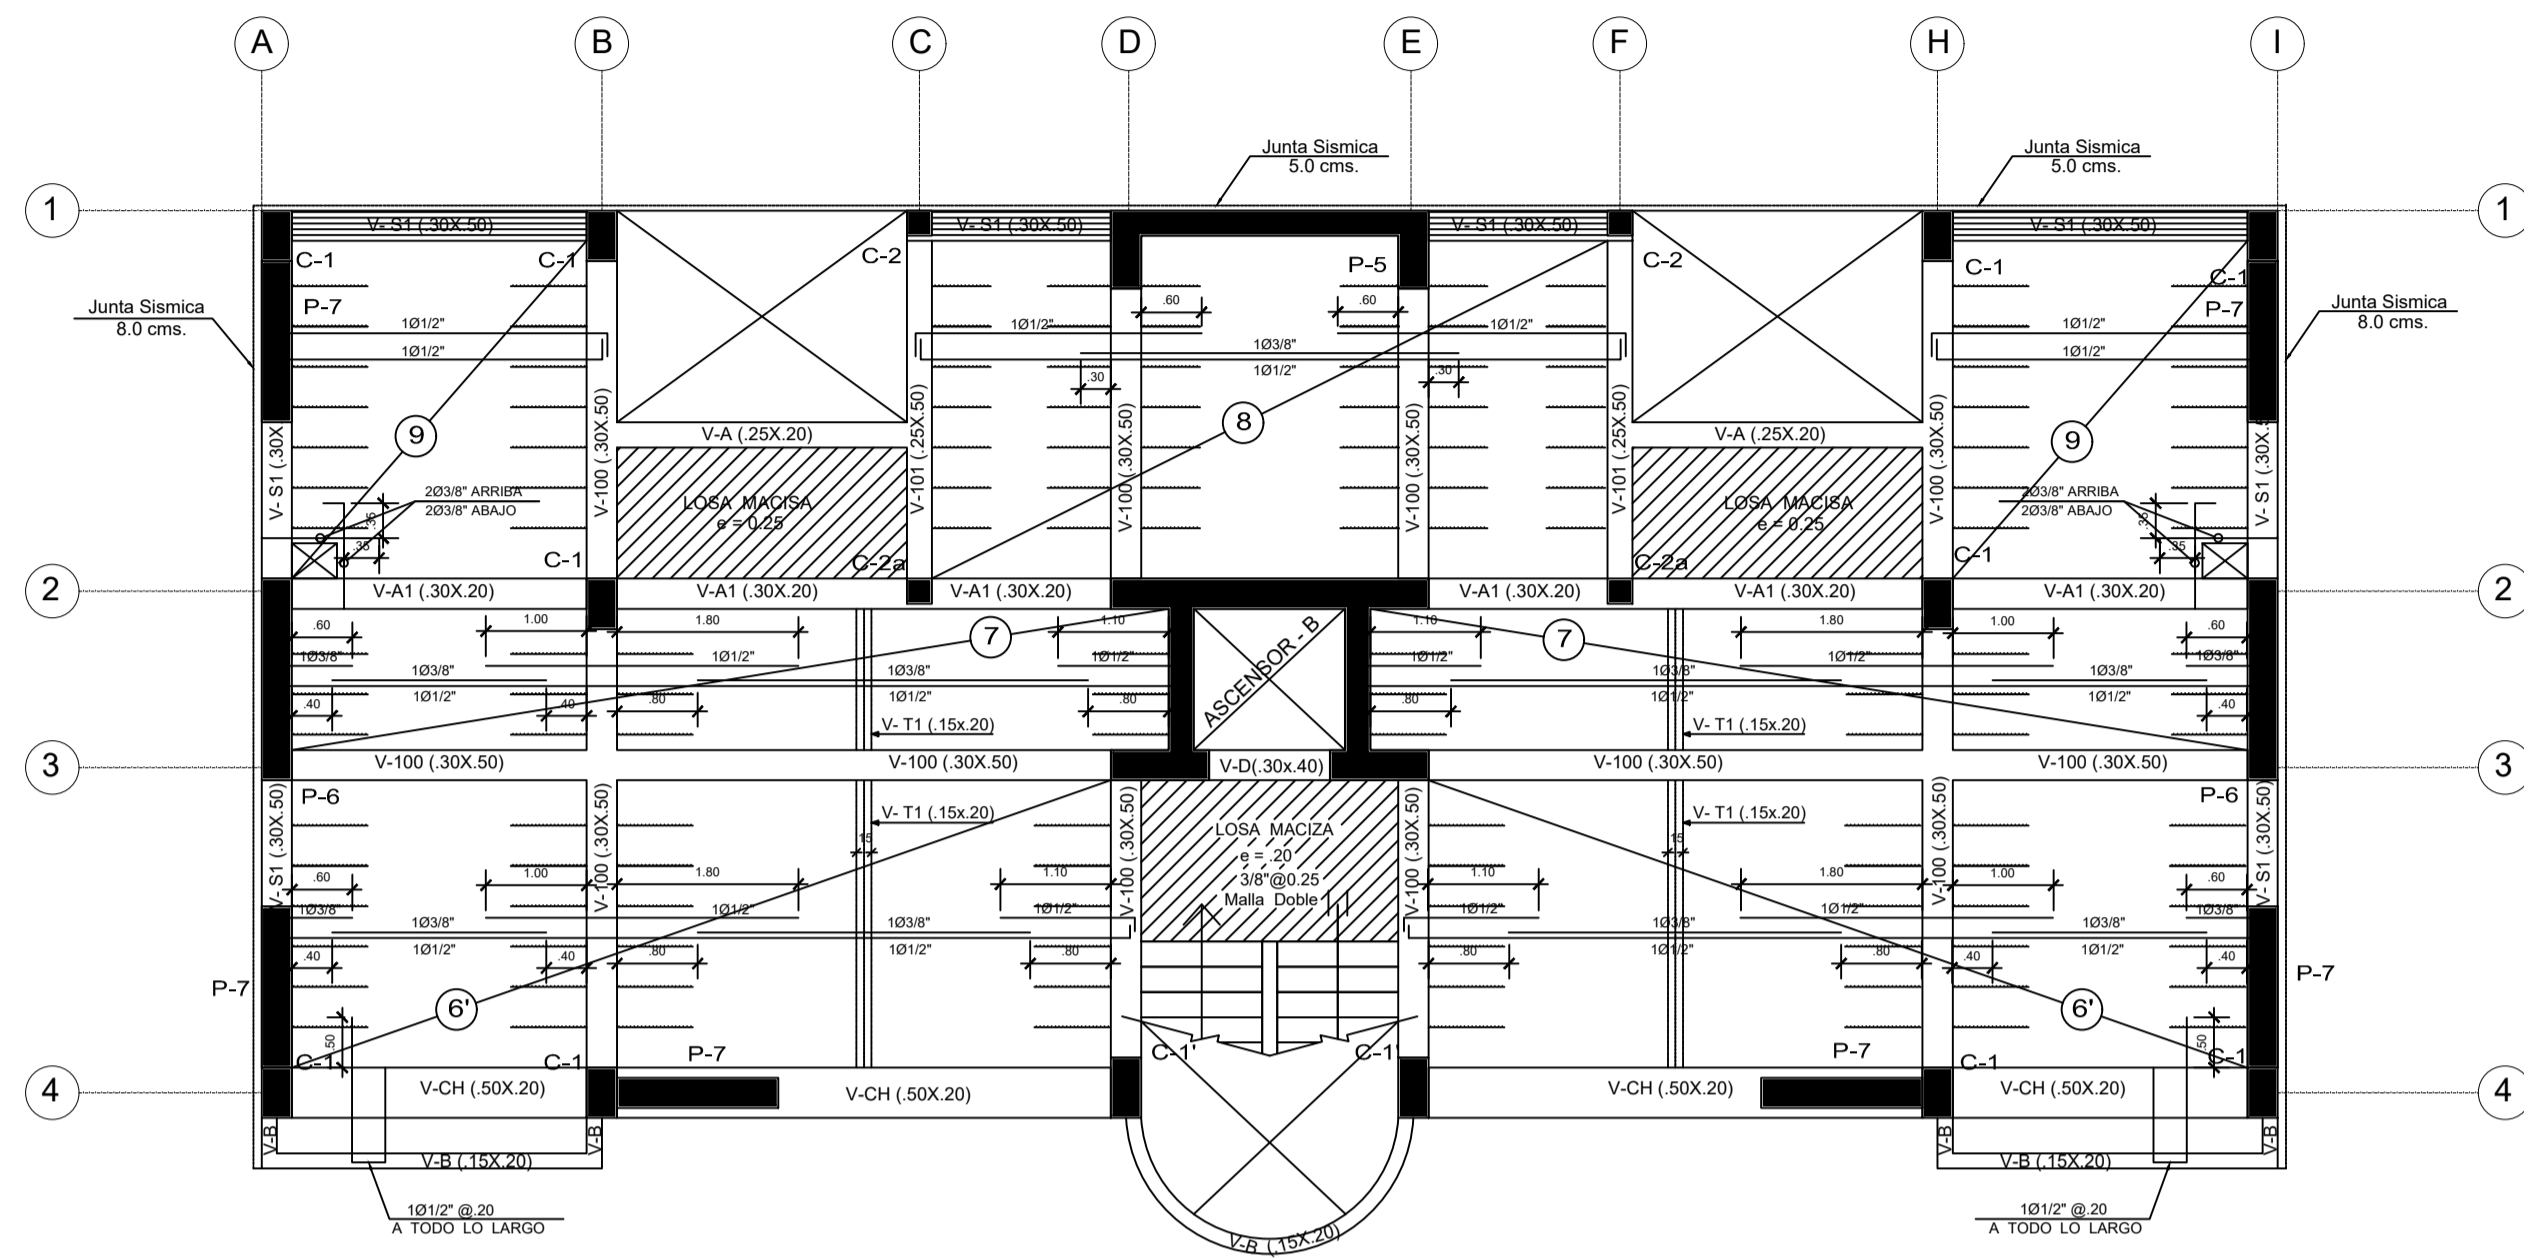 A B C D E F H I
Junta Sismica
5.0 cms.
Junta Sismica
5.0 cms.
1 1
V- S1 (.30X.50) V- S1 (.30X.50) V- S1 (.30X.50) V- S1 (.30X.50)
C-1 C-1 C-2 P-5 C-2 C-1 C-1
Junta Sismica
8.0 cms.
P-7 .60 .60 P-7
Junta Sismica
8.0 cms.
1Ø1/2" 1Ø1/2" 1Ø1/2" 1Ø1/2"
1Ø1/2" 1Ø3/8" 1Ø1/2"
1Ø1/2"
.30 .30
9 8 9
V-A (.25X.20) V-A (.25X.20)
V- S1 (.30X V-100 (.30X.50) V-101 (.25X.50) V-100 (.30X.50) V-100 (.30X.50) V-101 (.25X.50) V-100 (.30X.50) V- S1 (.30X.5
2Ø3/8" ARRIBA
2Ø3/8" ABAJO
LOSA MACISA
e = 0.25
LOSA MACISA
e = 0.25
2Ø3/8" ARRIBA
2Ø3/8" ABAJO
.35 .35 .35 .35
C-1 C-2a C-2a C-1
2 V-A1 (.30X.20) V-A1 (.30X.20) V-A1 (.30X.20) V-A1 (.30X.20) V-A1 (.30X.20) V-A1 (.30X.20) 2
.60 1.00 1.80 7 1.10 1.10 7 1.80 1.00 .60
1Ø3/8" 1Ø1/2" 1Ø1/2" 1Ø1/2" 1Ø1/2" 1Ø3/8"
1Ø3/8" 1Ø3/8" 1Ø3/8" 1Ø3/8"
1Ø1/2" 1Ø1/2" 1Ø1/2" 1Ø1/2"
ASCENSOR - B
.40 .40 .80 .80 .80 .40
V- T1 (.15x.20) V- T1 (.15x.20)
3 V-100 (.30X.50) V-100 (.30X.50) V-D(.30x.40) V-100 (.30X.50) V-100 (.30X.50) 3
P-6 P-6
V- S1 (.30X.50) V-100 (.30X.50) V-100 (.30X.50) V-100 (.30X.50) V-100 (.30X.50) V- S1 (.30X.50)
V- T1 (.15x.20) V- T1 (.15x.20)
LOSA MACIZA
e = .20
3/8"@0.25
Malla Doble
15 15
.60 1.00 1.80 1.10 1.10 1.80 1.00 .60
1Ø3/8" 1Ø1/2" 1Ø1/2" 1Ø1/2" 1Ø1/2" 1Ø3/8"
1Ø3/8" 1Ø3/8" 1Ø3/8" 1Ø3/8"
1Ø1/2" 1Ø1/2" 1Ø1/2" 1Ø1/2"
.40 .40 .80 .80 .80 .80 .40 .40
P-7 P-7
6' 6'
.50 .50
C-1 C-1 P-7 C-1' C-1' P-7 C-1 C-1
4 V-CH (.50X.20) V-CH (.50X.20) V-CH (.50X.20) V-CH (.50X.20) 4
V-B V-B V-B V-B
V-B (.15X.20) V-B (.15X.20)
1Ø1/2" @.20
A TODO LO LARGO
V-B (.15X.20)
1Ø1/2" @.20
A TODO LO LARGO